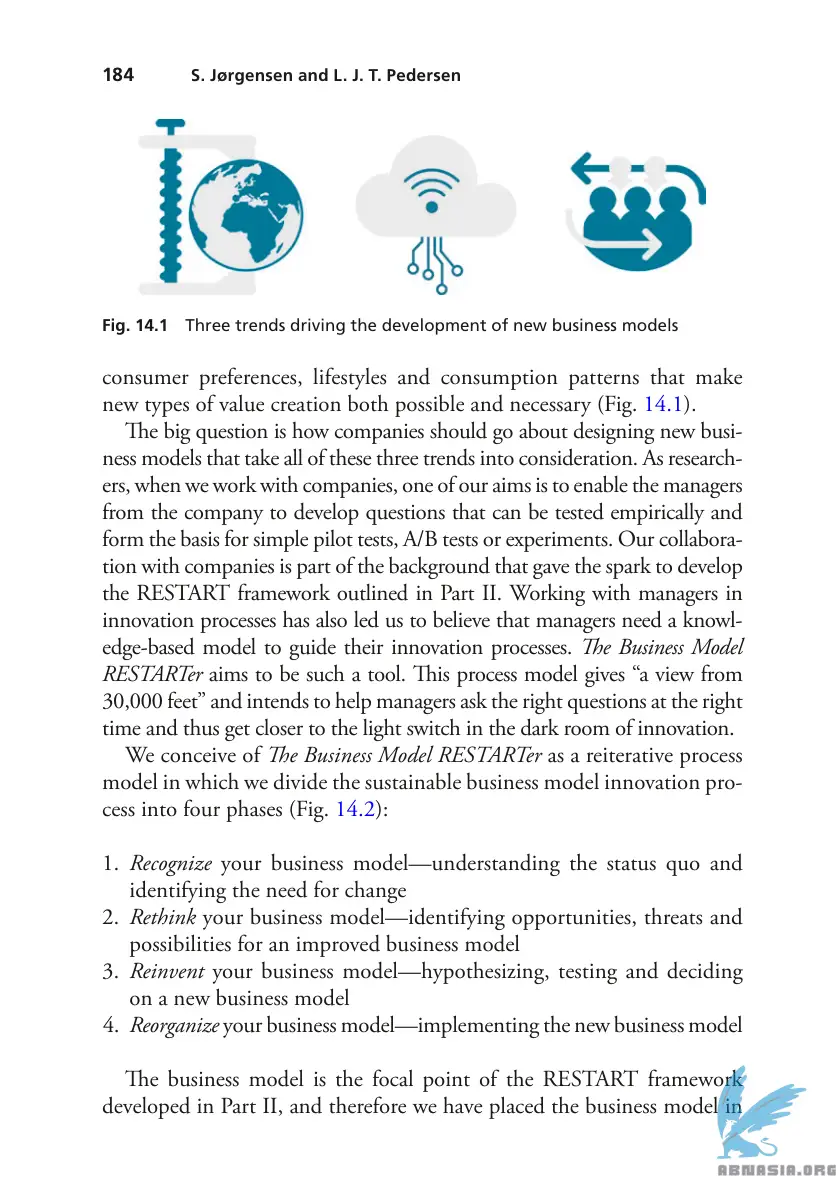 184 S. Jørgensen and L. J. T. Pedersen
Fig. 14.1 Three trends driving the development of new business models
consumer preferences, lifestyles and consumption patterns that make
new types of value creation both possible and necessary (Fig. 14.1).
The big question is how companies should go about designing new busi-
ness models that take all of these three trends into consideration. As research-
ers, when we work with companies, one of our aims is to enable the managers
from the company to develop questions that can be tested empirically and
form the basis for simple pilot tests, A/B tests or experiments. Our collabora-
tion with companies is part of the background that gave the spark to develop
the RESTART framework outlined in Part II. Working with managers in
innovation processes has also led us to believe that managers need a knowl-
edge-based model to guide their innovation processes. The Business Model
RESTARTer aims to be such a tool. This process model gives “a view from
30,000 feet” and intends to help managers ask the right questions at the right
time and thus get closer to the light switch in the dark room of innovation.
We conceive of The Business Model RESTARTer as a reiterative process
model in which we divide the sustainable business model innovation pro-
cess into four phases (Fig. 14.2):
1. Recognize your business model—understanding the status quo and
identifying the need for change
2. Rethink your business model—identifying opportunities, threats and
possibilities for an improved business model
3. Reinvent your business model—hypothesizing, testing and deciding
on a new business model
4. Reorganize your business model—implementing the new business model
The business model is the focal point of the RESTART framework
developed in Part II, and therefore we have placed the business model in
ABNASIA.ORG